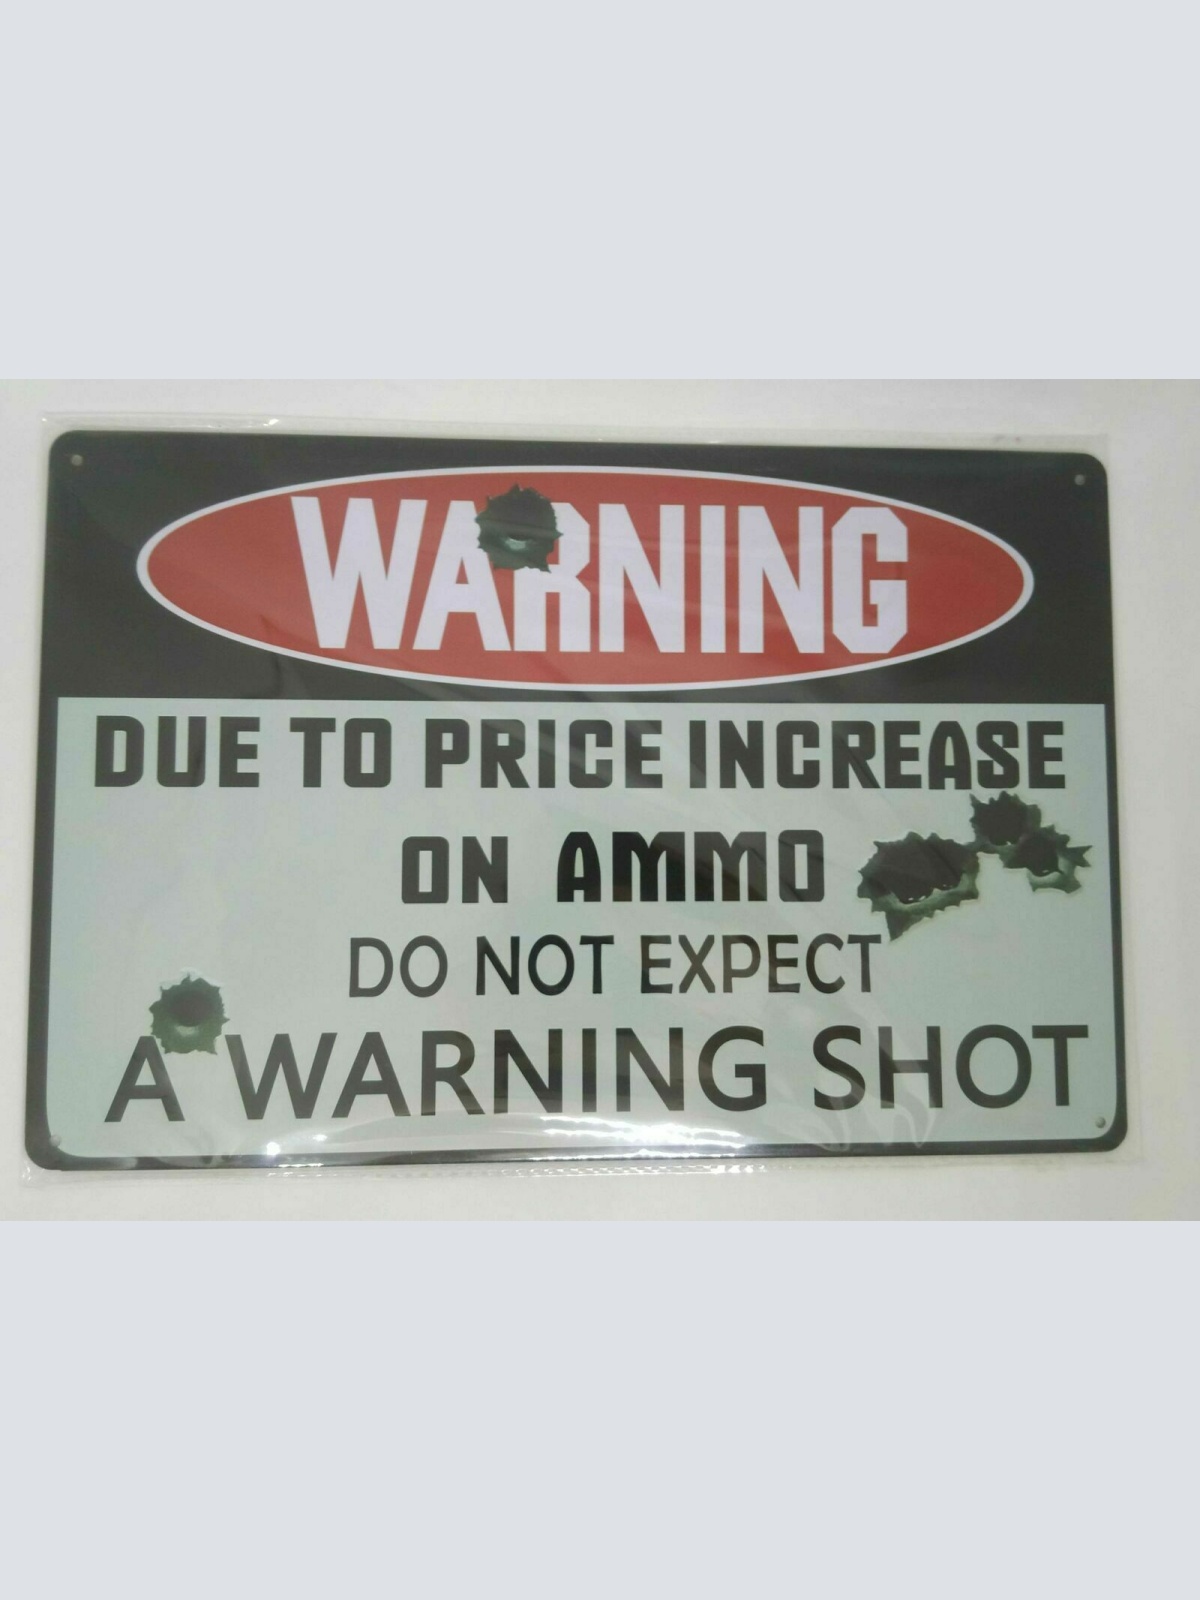 WARNING
DUE TO PRICE INCREASE
ON AMMO
DO NOT EXPECT
A WARNING SHOT